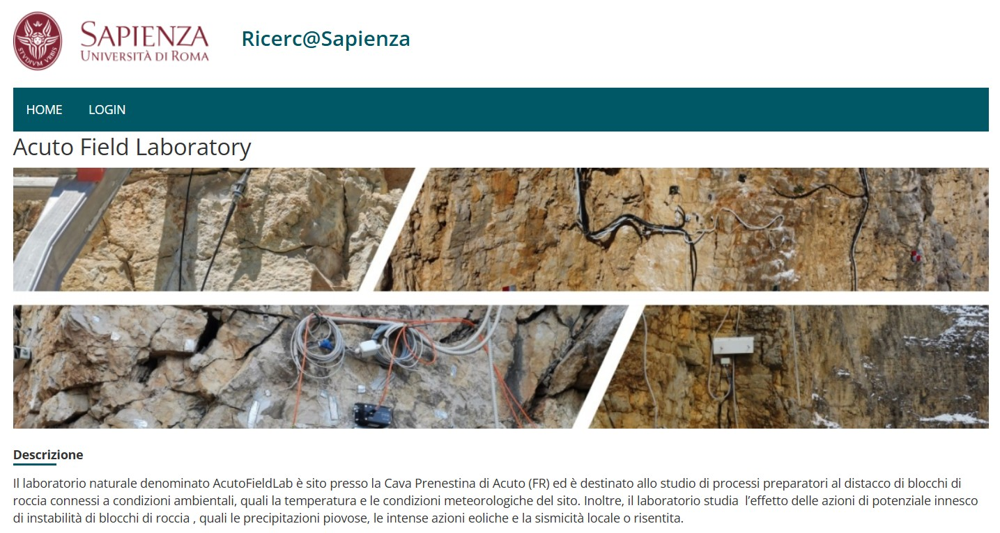 STVDIVM VRBIS
SAPIENZA
UNIVERSITÀ DI ROMA
Ricerc@Sapienza
HOME LOGIN
Acuto Field Laboratory
Descrizione
Il laboratorio naturale denominato AcutoFieldLab è sito presso la Cava Prenestina di Acuto (FR) ed è destinato allo studio di processi preparatori al distacco di blocchi di
roccia connessi a condizioni ambientali, quali la temperatura e le condizioni meteorologiche del sito. Inoltre, il laboratorio studia  l’effetto delle azioni di potenziale innesco
di instabilità di blocchi di roccia , quali le precipitazioni piovose, le intense azioni eoliche e la sismicità locale o risentita.